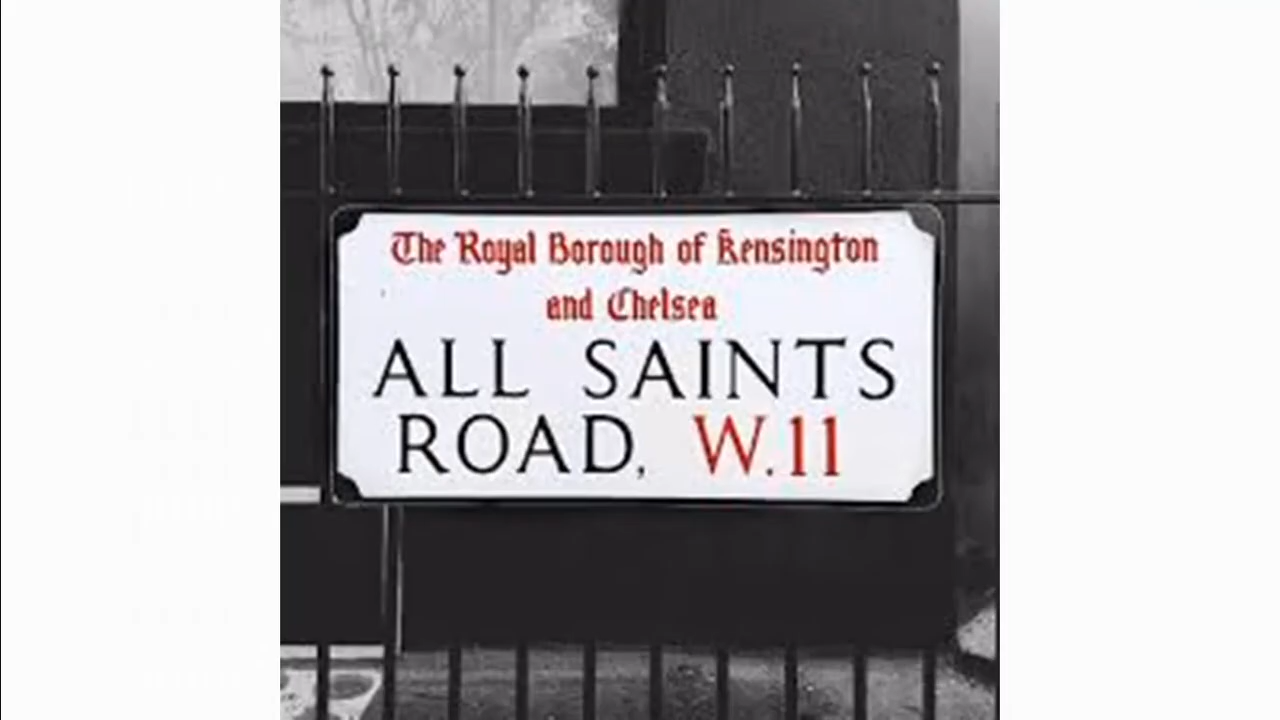 The Royal Borough of Kensington
and Chelsea
ALL SAINTS
ROAD, W.11